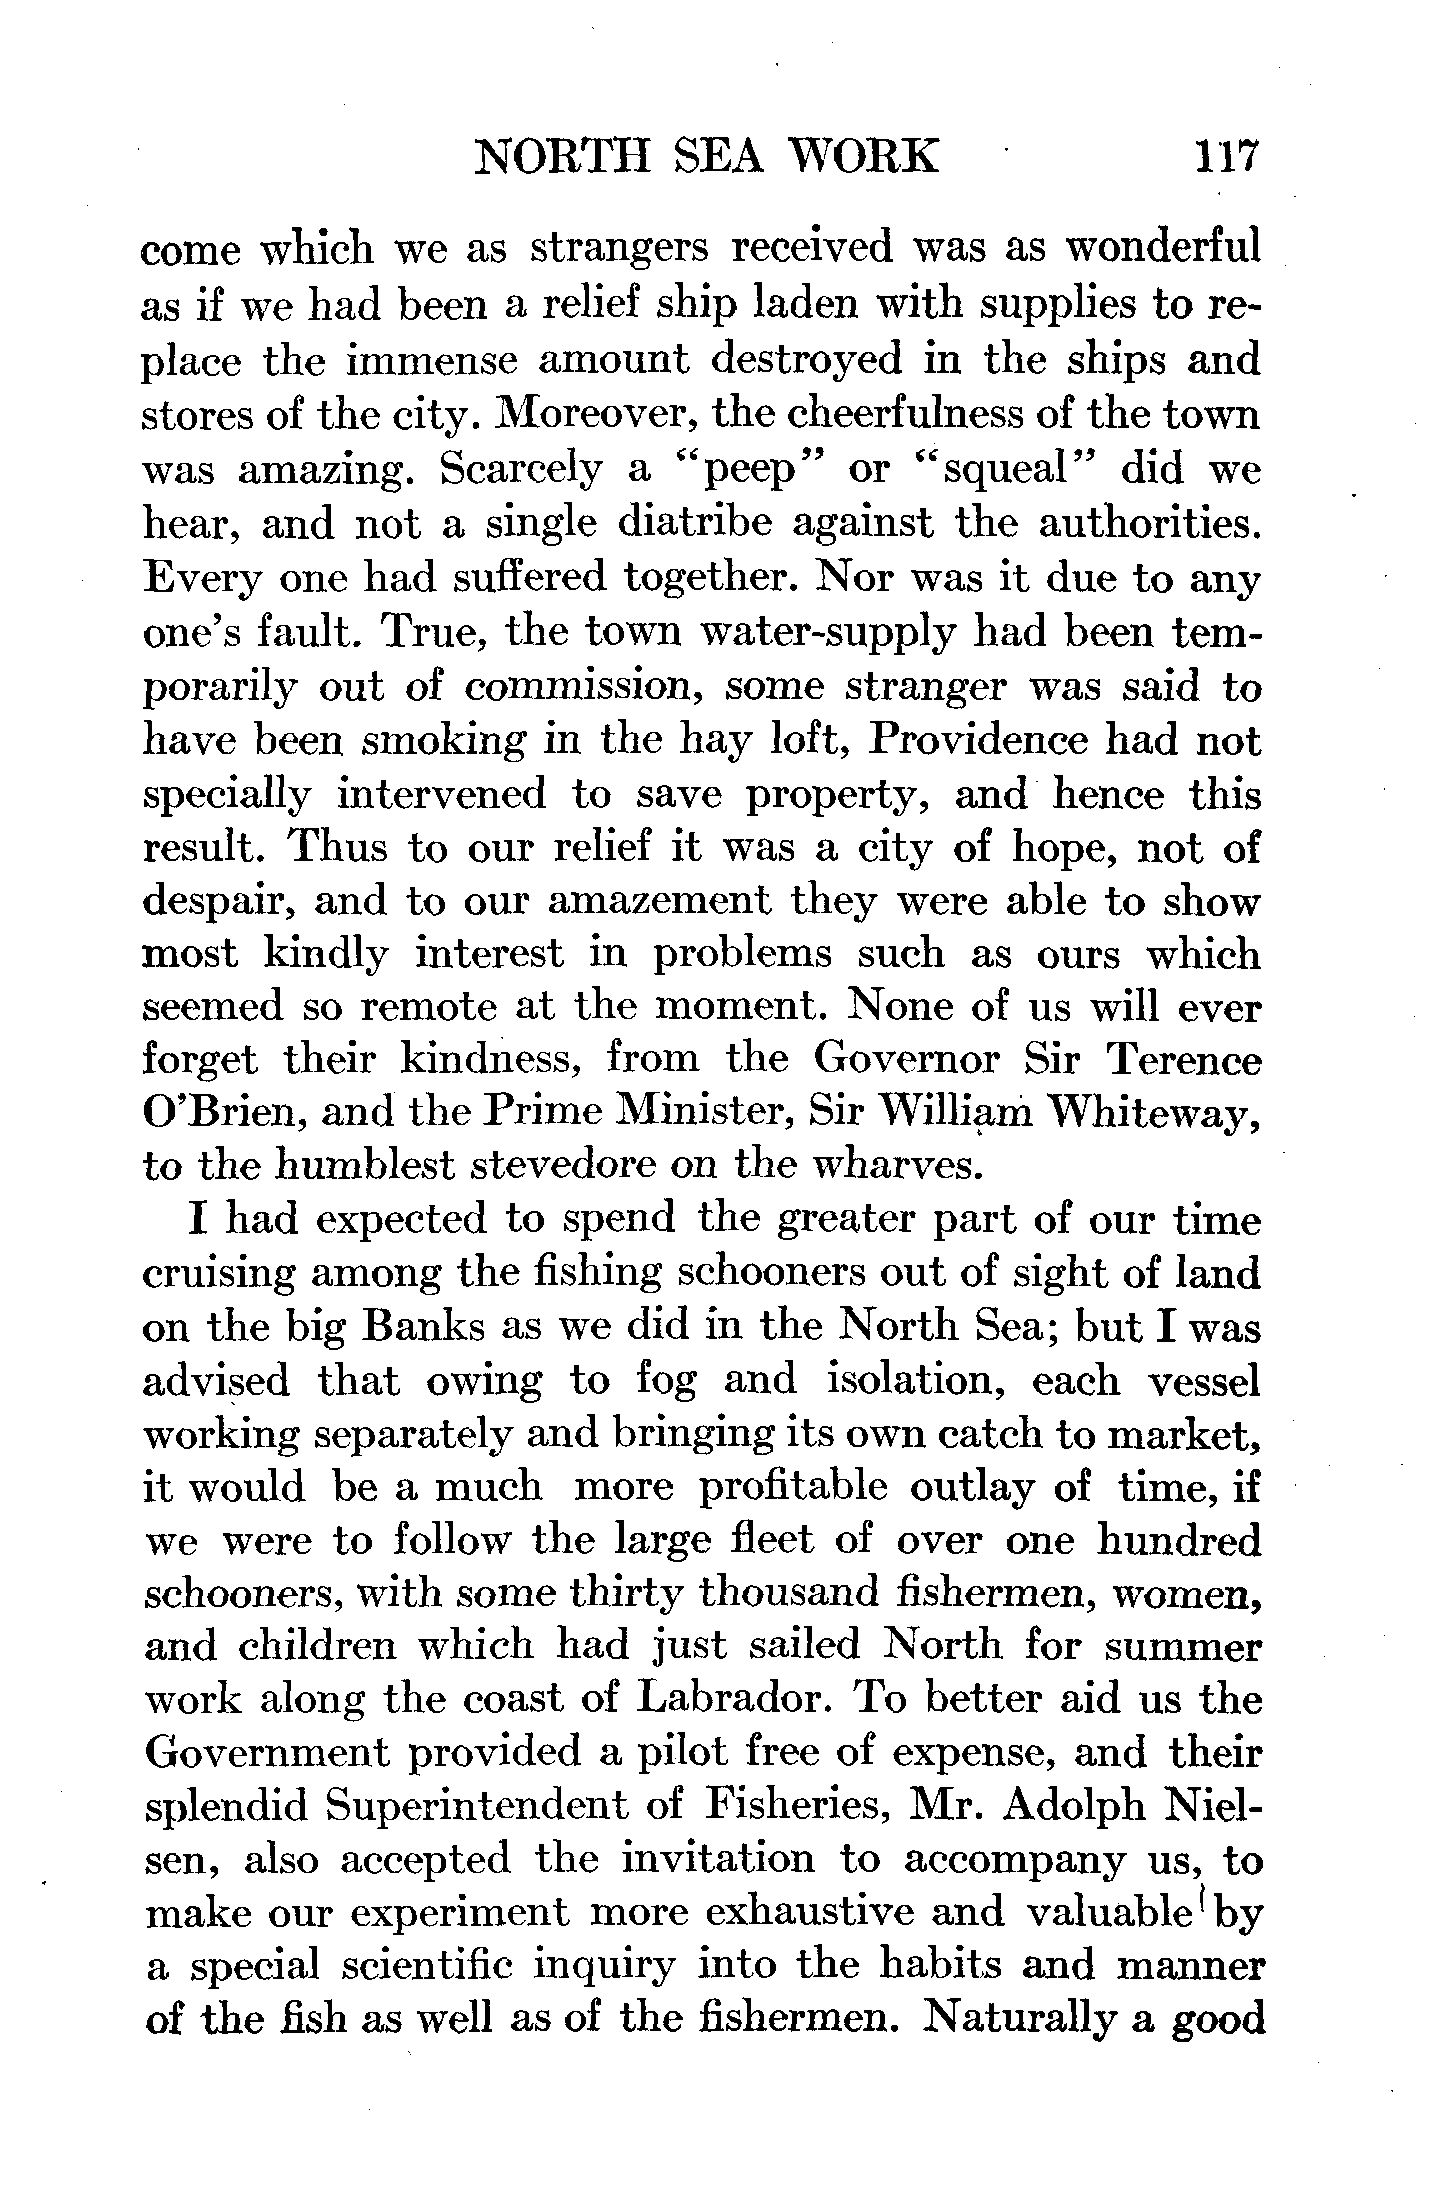 NORTH SEA WORK 117
come which we as strangers received was as wonderful
as if we had been a relief ship laden with supplies to re-
place the immense amount destroyed in the ships and
stores of the city. Moreover, the cheerfulness of the town
was amazing. Scarcely a “peep” or “squeal” did we
hear, and not a single diatribe against the authorities.
Every one had suffered together. Nor was it due to any
one’s fault. True, the town water-supply had been tem-
porarily out of commission, some stranger was said to
have been smoking in the hay loft, Providence had not
specially intervened to save property, and hence this
result. Thus to our relief it was a city of hope, not of
despair, and to our amazement they were able to show
most kindly interest in problems such as ours which
seemed so remote at the moment. None of us will ever
forget their kindness, from the Governor Sir Terence
O’Brien, and the Prime Minister, Sir William Whiteway,
to the humblest stevedore on the wharves.
I had expected to spend the greater part of our time
cruising among the fishing schooners out of sight of land
on the big Banks as we did in the North Sea; but I was
advised that owing to fog and isolation, each vessel
working separately and bringing its own catch to market,
it would be a much more profitable outlay of time, if
we were to follow the large fleet of over one hundred
schooners, with some thirty thousand fishermen, women,
and children which had just sailed North for summer
work along the coast of Labrador. To better aid us the
Government provided a pilot free of expense, and their
splendid Superintendent of Fisheries, Mr. Adolph Niel-
sen, also accepted the invitation to accompany us, to
make our experiment more exhaustive and valuable by
a special scientific inquiry into the habits and manner
of the fish as well as of the fishermen. Naturally a good